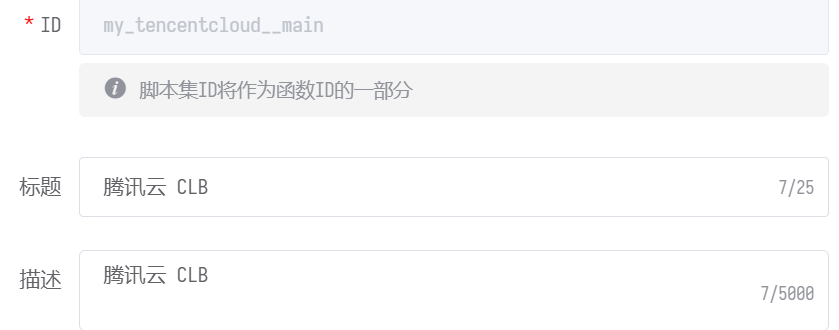 * ID my_tencentcloud__main
i 脚本集ID将作为函数ID的一部分
标题 腾讯云 CLB 7/25
描述 腾讯云 CLB 7/5000